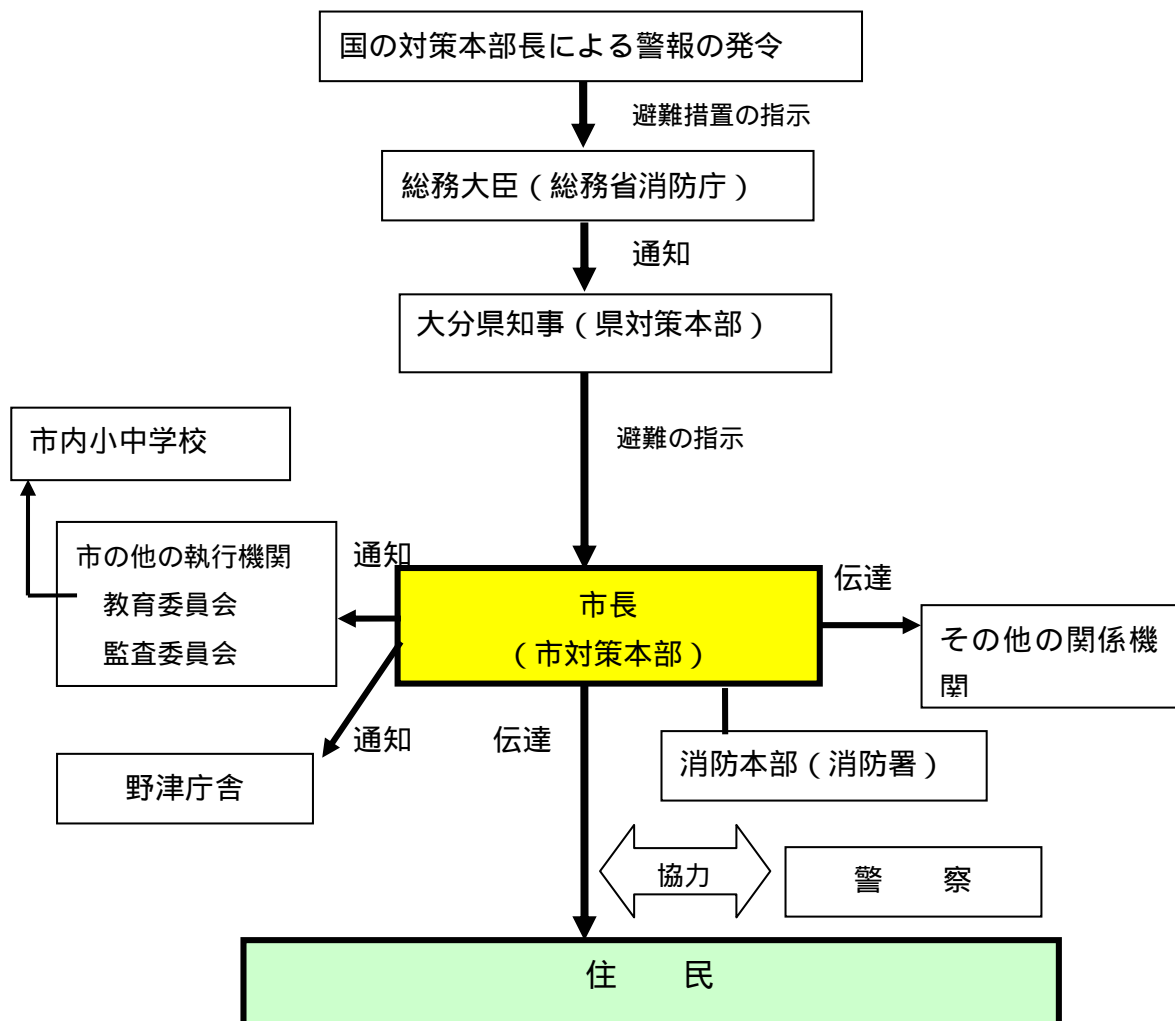 国の対策本部長による警報の発令
避難措置の指示
総務大臣（総務省消防庁）
通知
大分県知事（県対策本部）
避難の指示
市内小中学校
市の他の執行機関
教育委員会
監査委員会
通知
市長
（市対策本部）
伝達
その他の関係機
関
通知
伝達
消防本部（消防署）
野津庁舎
協力
警　　察
住　　民